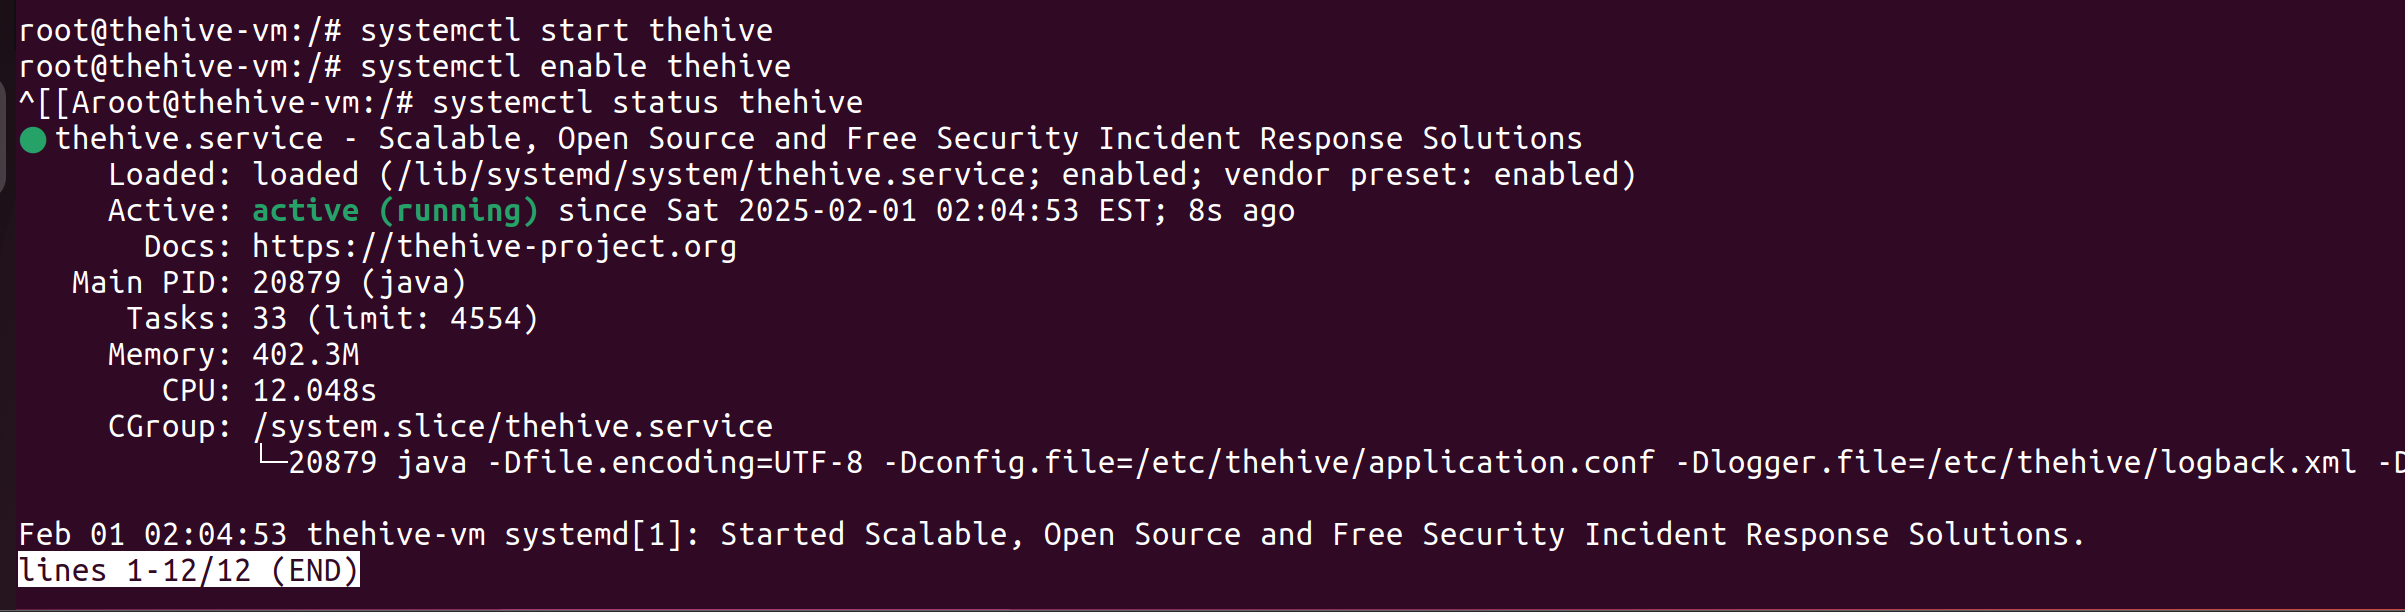 root@thehive-vm:/# systemctl start thehive
root@thehive-vm:/# systemctl enable thehive
^[[Aroot@thehive-vm:/# systemctl status thehive
● thehive.service - Scalable, Open Source and Free Security Incident Response Solutions
     Loaded: loaded (/lib/systemd/system/thehive.service; enabled; vendor preset: enabled)
     Active: active (running) since Sat 2025-02-01 02:04:53 EST; 8s ago
       Docs: https://thehive-project.org
   Main PID: 20879 (java)
      Tasks: 33 (limit: 4554)
     Memory: 402.3M
        CPU: 12.048s
     CGroup: /system.slice/thehive.service
             └─20879 java -Dfile.encoding=UTF-8 -Dconfig.file=/etc/thehive/application.conf -Dlogger.file=/etc/thehive/logback.xml -D

Feb 01 02:04:53 thehive-vm systemd[1]: Started Scalable, Open Source and Free Security Incident Response Solutions.
lines 1-12/12 (END)